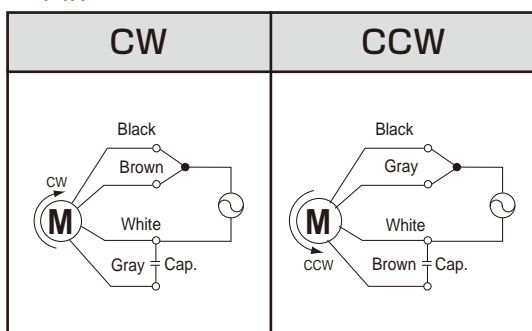 CW
CCW
Black
Brown
CW
M
White
Gray
Cap.
Black
Gray
M
White
CCW
Brown
Cap.